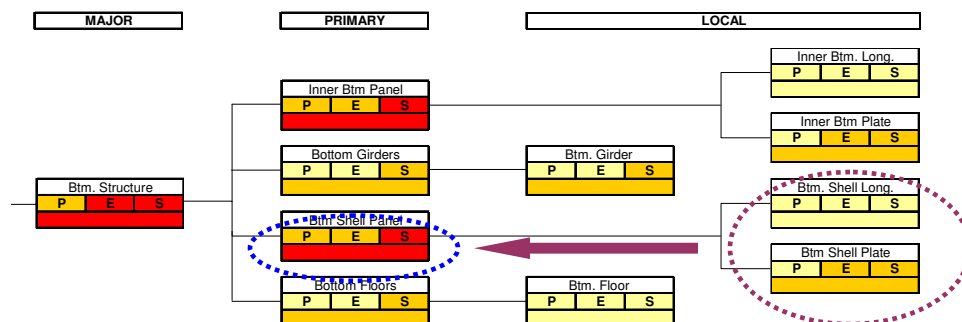 MAJOR PRIMARY LOCAL
Inner Btm. Long.
P E S
Inner Btm Panel
P E S
Inner Btm Plate
P E S
Bottom Girders
P E S
Btm. Girder
P E S
Btm. Structure
P E S
Btm. Shell Long.
P E S
Btm Shell Panel
P E S
Btm Shell Plate
P E S
Bottom Floors
P E S
Btm. Floor
P E S